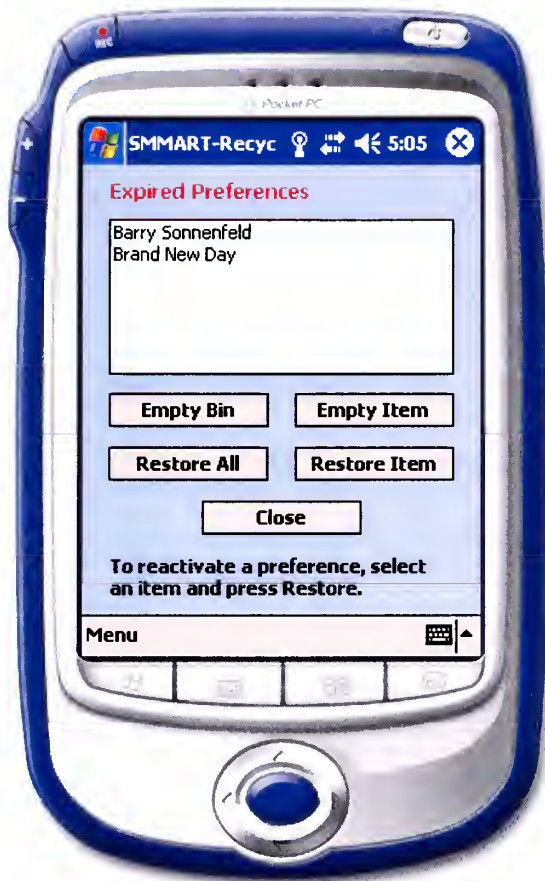 REC
Pocket PC
SMMART-Recyc 5:05
Expired Preferences
Barry Sonnenfeld
Brand New Day
Empty Bin Empty Item
Restore All Restore Item
Close
To reactivate a preference, select
an item and press Restore.
Menu